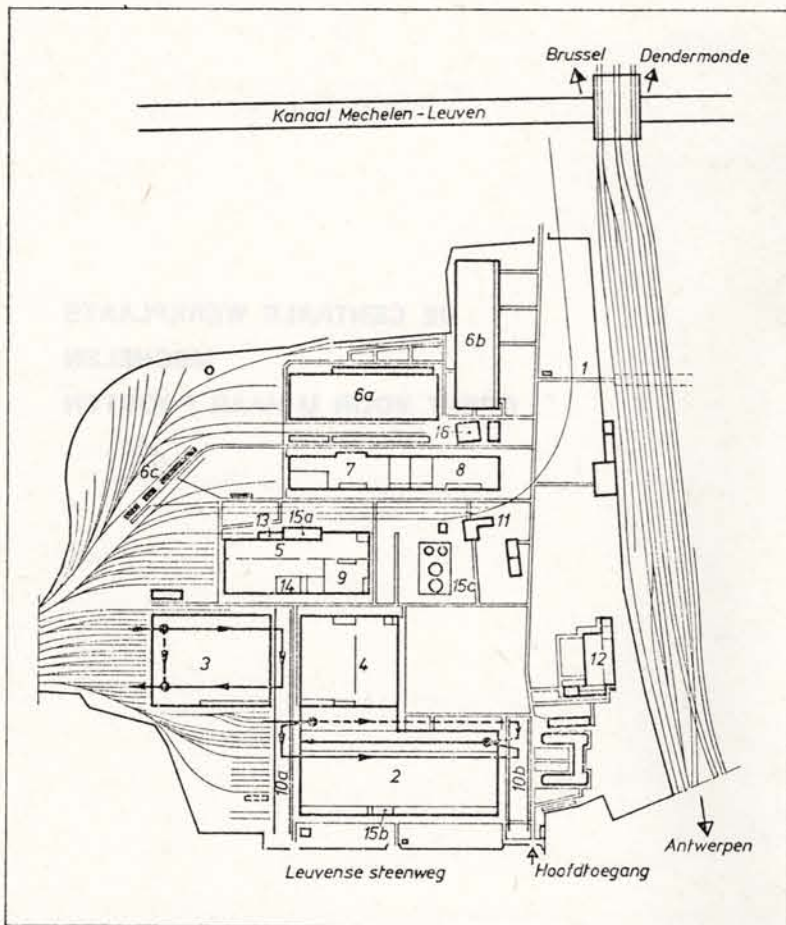 Brussel
Dendermonde
Kanaal Mechelen-Leuven
6b
1
6a
16
6c
7
8
13
15a
11
5
14
9
15c
3
4
12
10a
2
10b
15b
Antwerpen
Leuvense steenweg
Hoofdtoegang